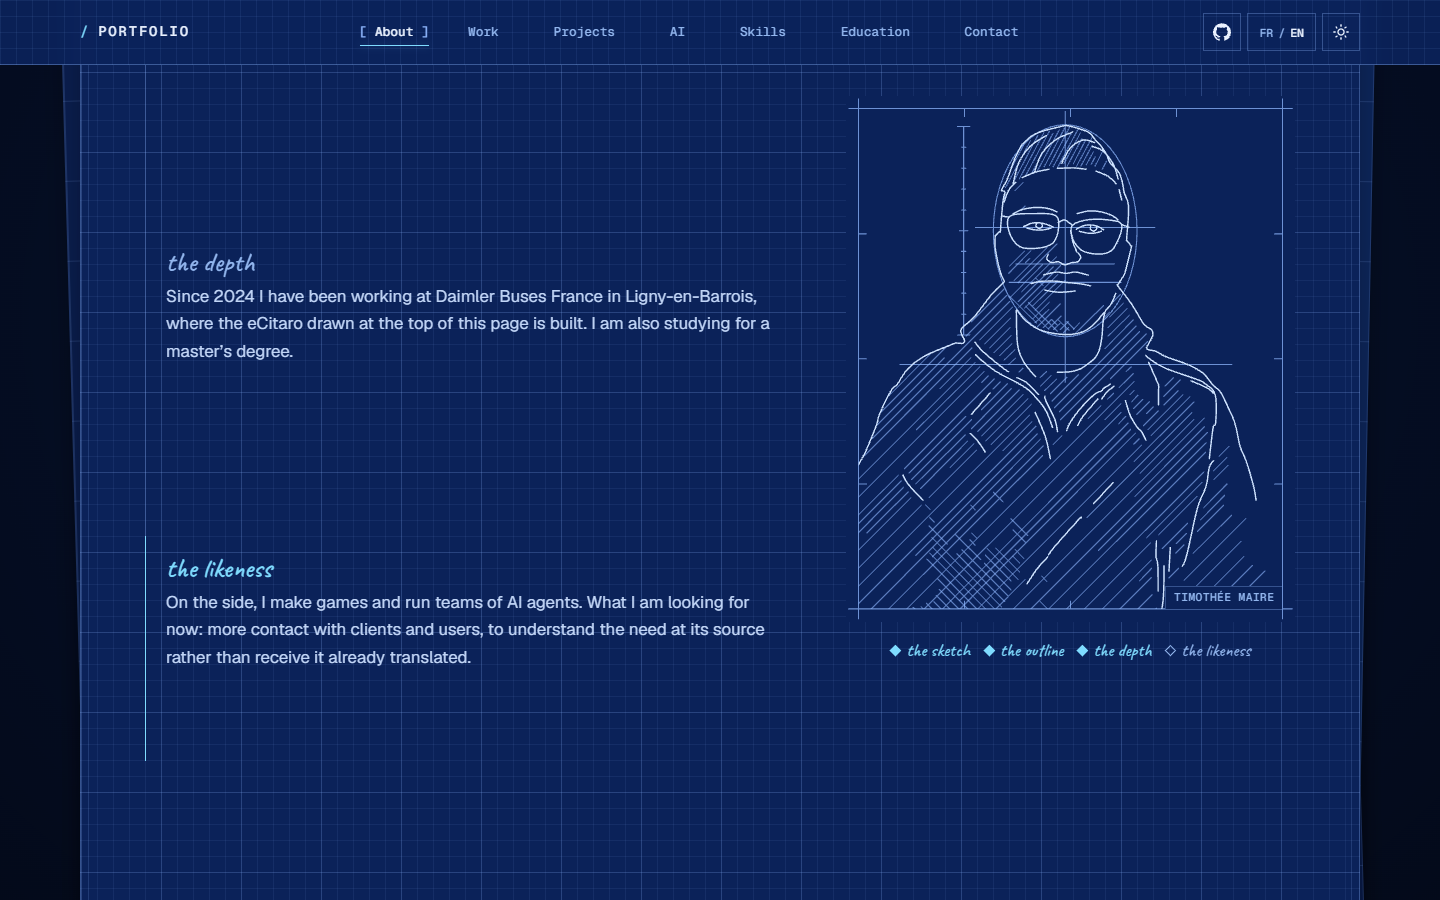 / PORTFOLIO
[ About ]
Work
Projects
AI
Skills
Education
Contact
FR / EN
the depth
Since 2024 I have been working at Daimler Buses France in Ligny-en-Barrois,
where the eCitaro drawn at the top of this page is built. I am also studying for a
master’s degree.
the likeness
On the side, I make games and run teams of AI agents. What I am looking for
now: more contact with clients and users, to understand the need at its source
rather than receive it already translated.
TIMOTHÉE MAIRE
the sketch
the outline
the depth
the likeness